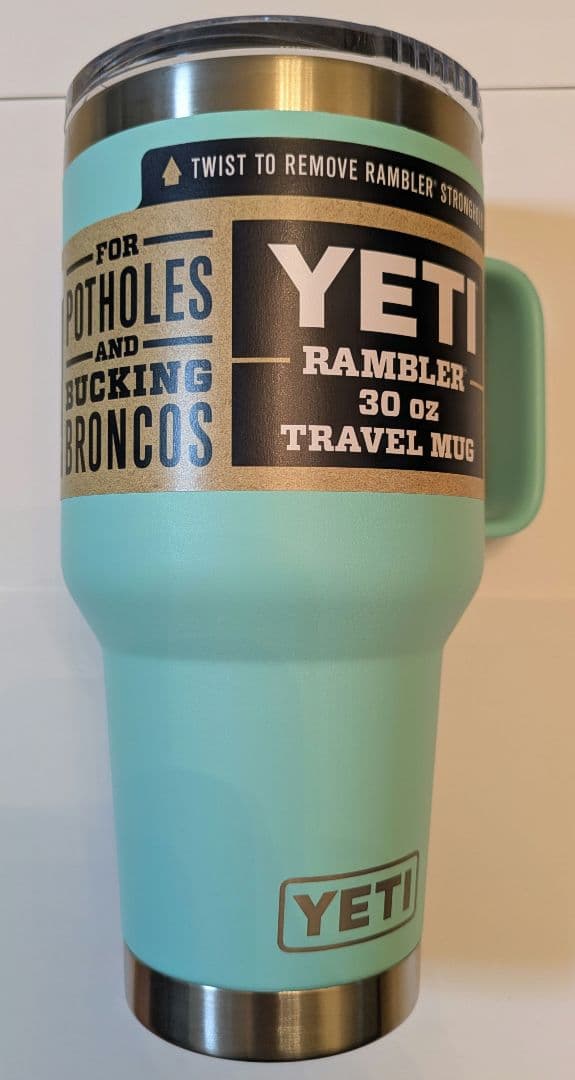 TWIST TO REMOVE RAMBLER® STRONGHOLD
FOR
POTHOLES
AND
BUCKING
BRONCOS
YETI
RAMBLER®
30 oz
TRAVEL MUG
YETI